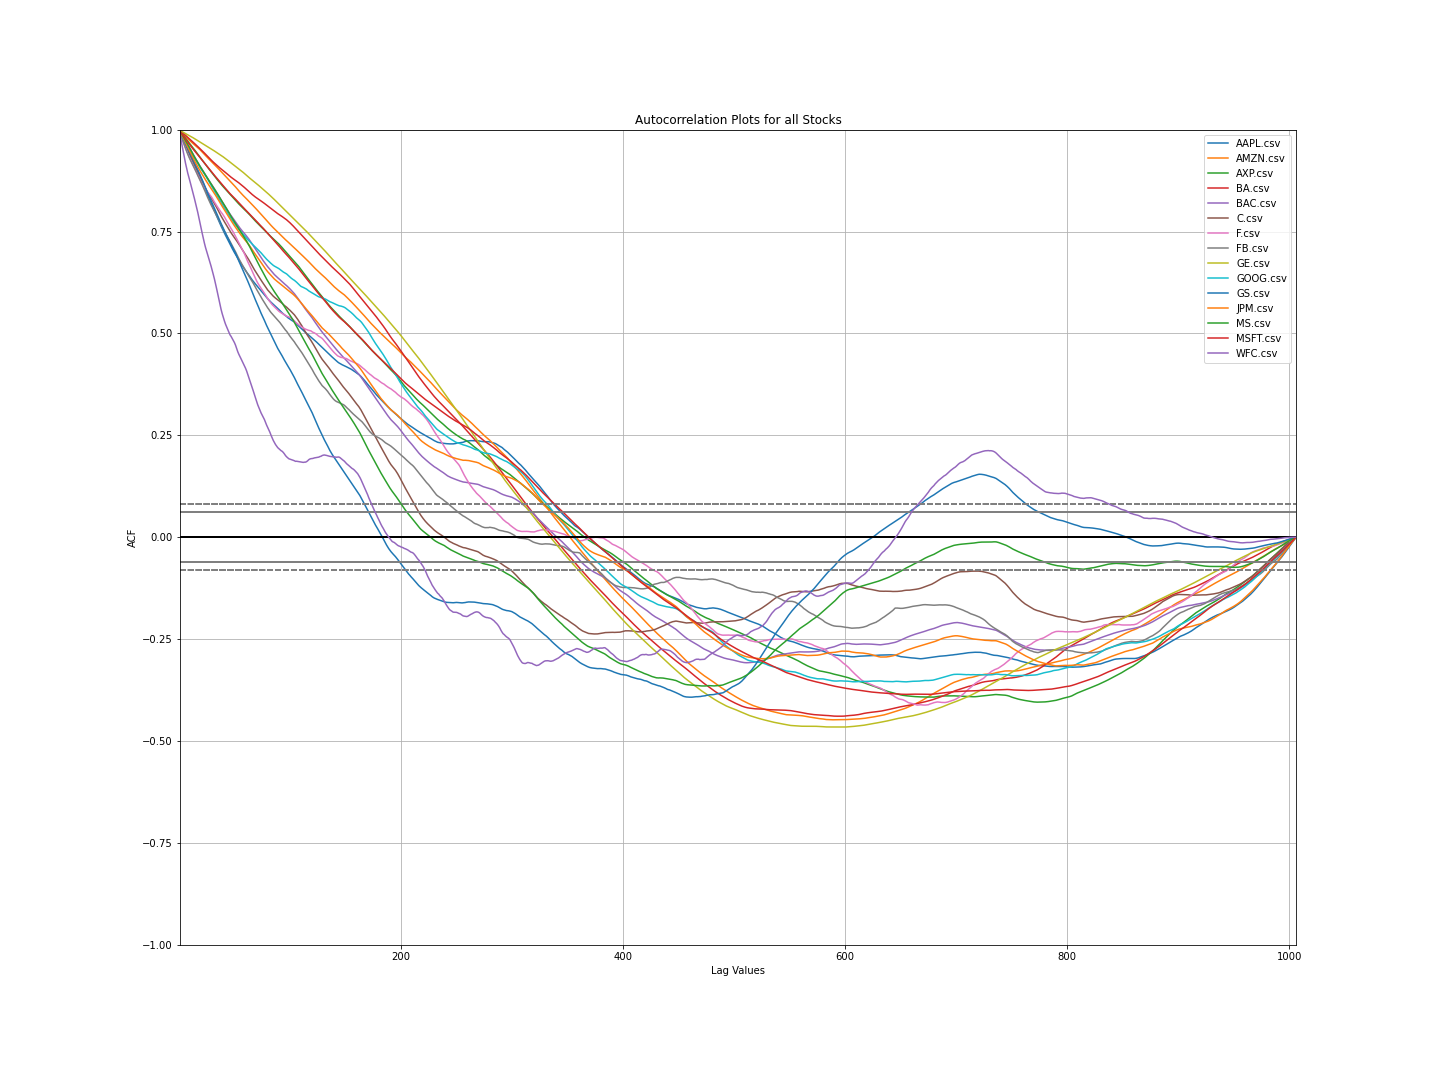 Autocorrelation Plots for all Stocks
1.00
0.75
0.50
0.25
0.00
−0.25
−0.50
−0.75
−1.00
ACF
200
400
600
800
1000
Lag Values
AAPL.csv
AMZN.csv
AXP.csv
BA.csv
BAC.csv
C.csv
F.csv
FB.csv
GE.csv
GOOG.csv
GS.csv
JPM.csv
MS.csv
MSFT.csv
WFC.csv